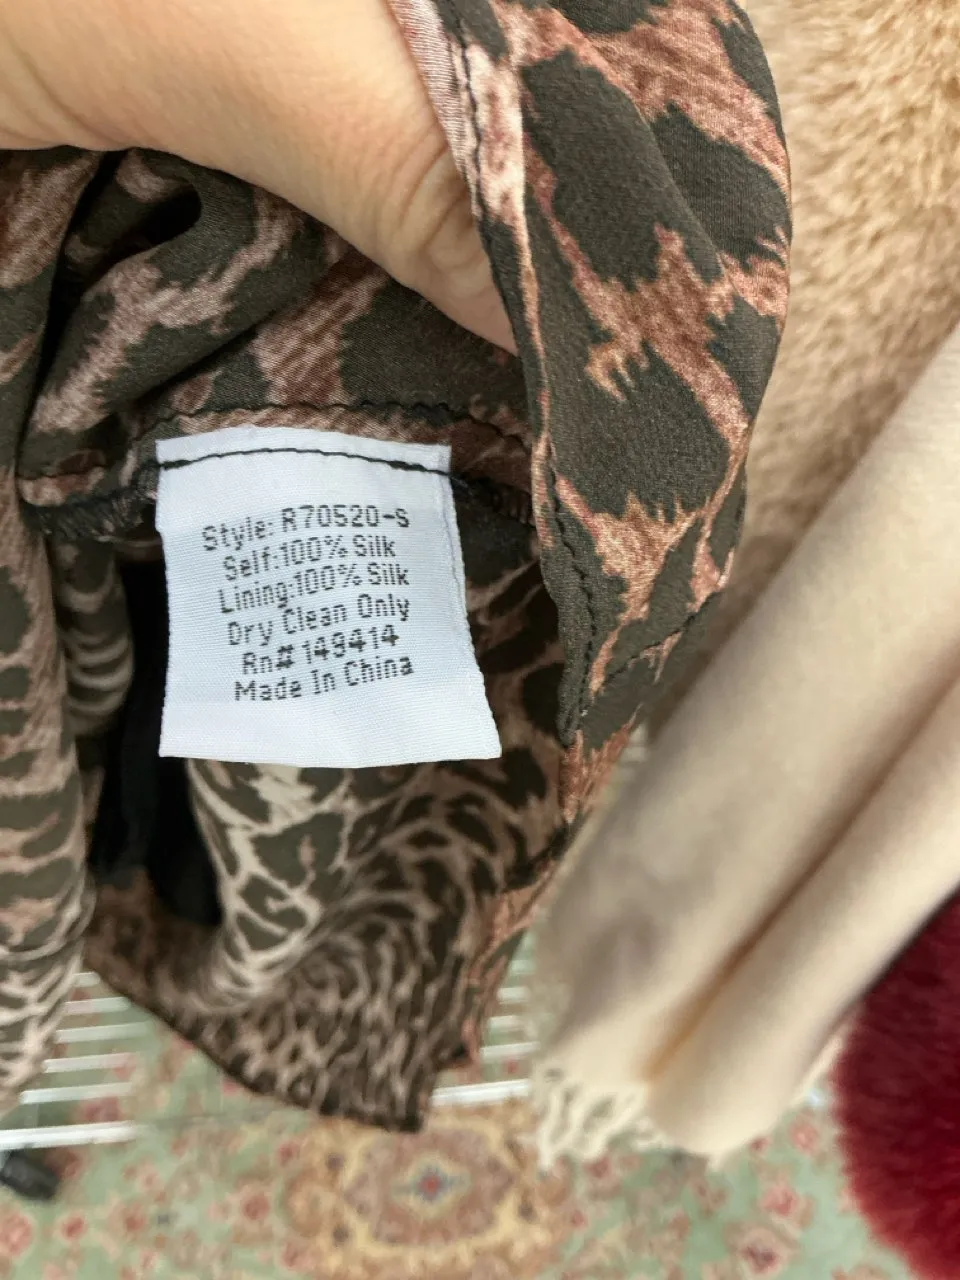 Style: R70520-S
Self:100% Silk
Lining:100% Silk
Dry Clean Only
Rn# 149414
Made In China